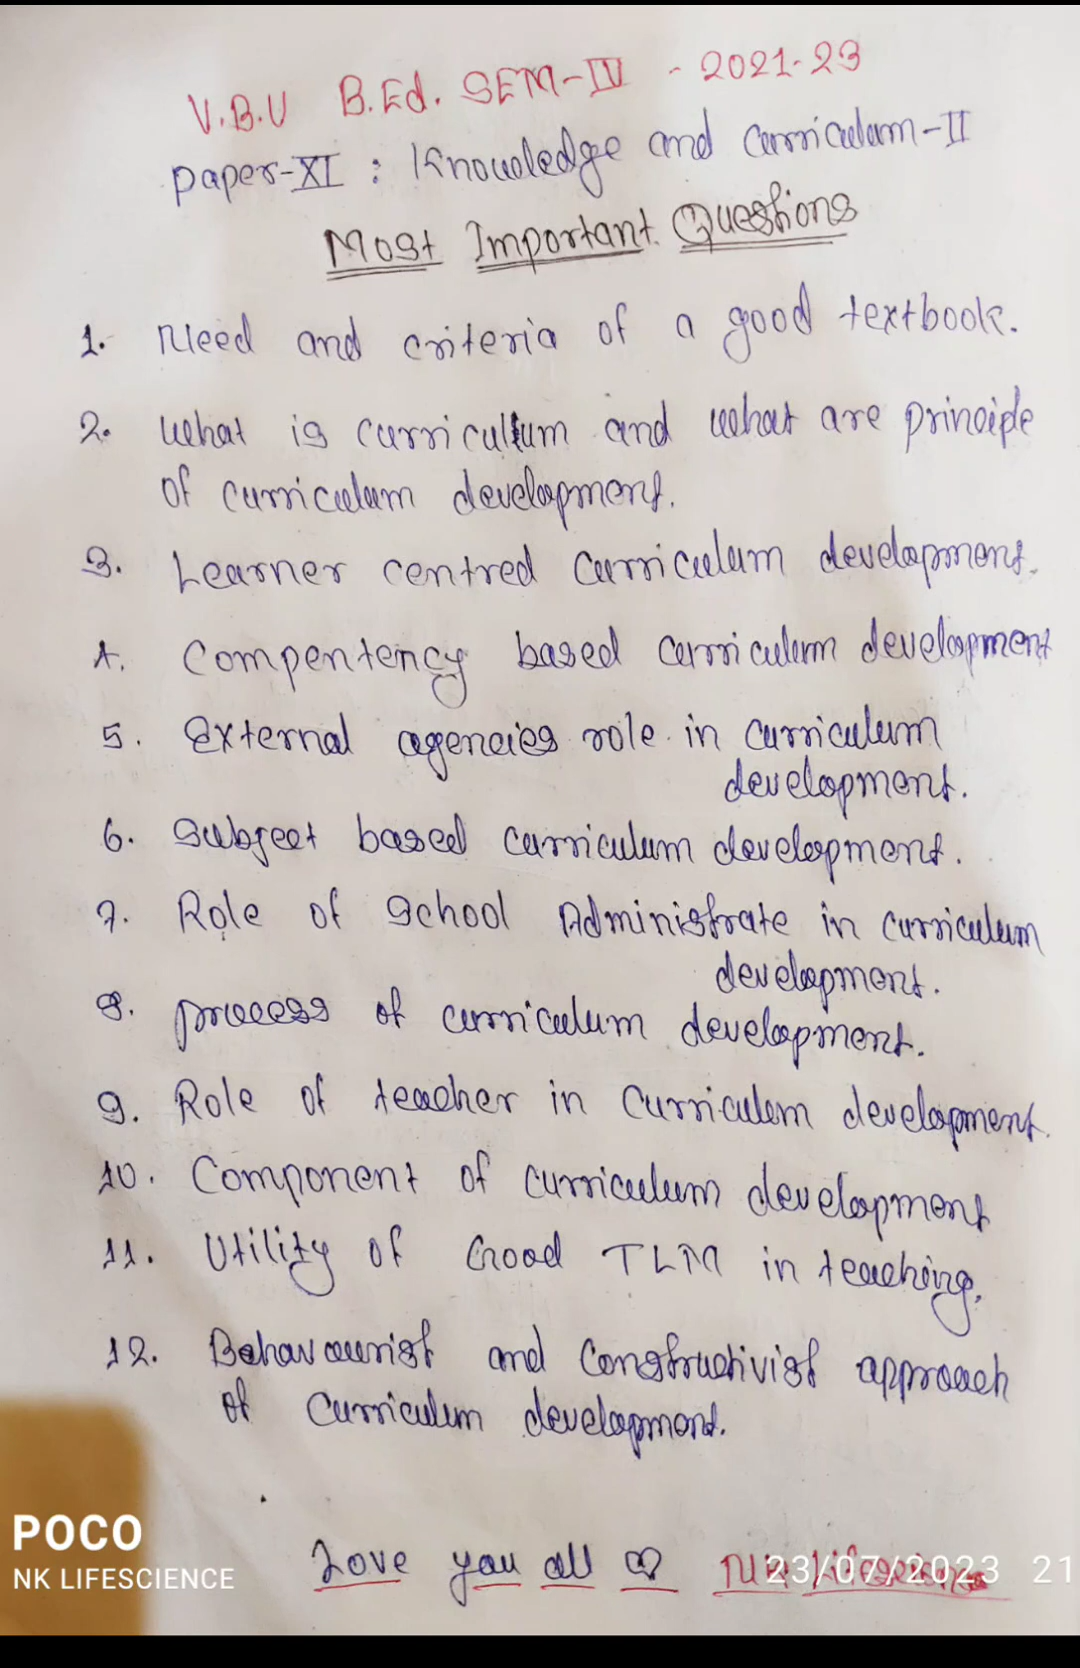 V.B.U B.Ed. SEM-IV - 2021-23
paper-XI : Knowledge and curriculum-II
Most Important Questions
1. Need and criteria of a good textbook.
2. What is curriculum and what are principle
of curriculum development.
3. Learner centred curriculum development.
4. Compentency based curriculum development
5. External agencies role in curriculum
development.
6. Subject based curriculum development.
7. Role of School Administrate in curriculum
development.
8. process of curriculum development.
9. Role of teacher in curriculum development.
10. Component of curriculum development
11. Utility of Good TLM in teaching.
12. Behavaurist and Constructivist approach
of Curriculum development.
Love you all ♡ NK Lifescience
POCO
NK LIFESCIENCE
23/07/2023 21